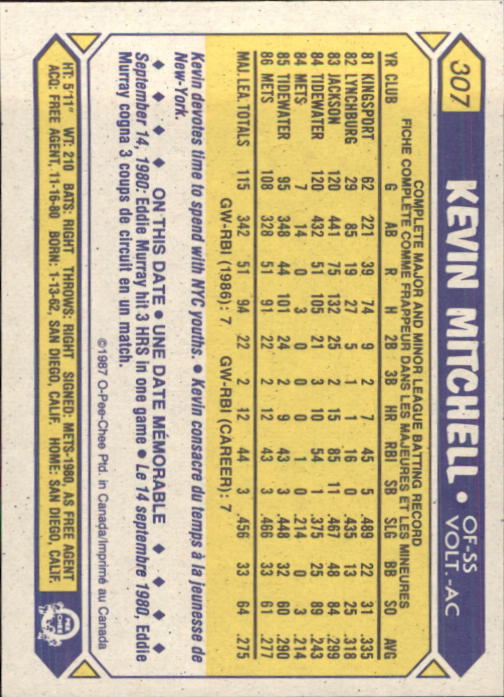 307
KEVIN MITCHELL • OF-SS
VOLT.-AC
COMPLETE MAJOR AND MINOR LEAGUE BATTING RECORD
FICHE COMPLÈTE COMME FRAPPEUR DANS LES MAJEURES ET LES MINEURES
YR CLUB G AB R H 2B 3B HR RBI SB SLG BB SO AVG
81 KINGSPORT 62 221 39 74 9 2 7 45 5 .489 22 31 .335
82 LYNCHBURG 29 85 19 27 5 1 1 16 0 .435 13 25 .318
83 JACKSON 120 441 75 132 25 2 15 85 11 .467 48 84 .299
84 TIDEWATER 120 432 51 105 21 3 10 54 1 .375 25 89 .243
84 METS 7 14 0 3 0 0 0 1 0 .214 0 3 .214
85 TIDEWATER 95 348 44 101 24 2 9 43 3 .448 32 60 .290
86 METS 108 328 51 91 22 2 12 43 3 .466 33 61 .277
MAJ. LEA. TOTALS 115 342 51 94 22 2 12 44 3 .456 33 64 .275
GW-RBI (1986): 7 GW-RBI (CAREER): 7
Kevin devotes time to spend with NYC youths. • Kevin consacre du temps à la jeunesse de
New-York.
ON THIS DATE • UNE DATE MÉMORABLE
September 14, 1980: Eddie Murray hit 3 HRS in one game • Le 14 septembre 1980, Eddie
Murray cogna 3 coups de circuit en un match.
©1987 O-Pee-Chee Ptd. in Canada/Imprimé au Canada
HT: 5'11" WT: 210 BATS: RIGHT THROWS: RIGHT SIGNED: METS-1980, AS FREE AGENT
ACQ: FREE AGENT, 11-16-80 BORN: 1-13-62, SAN DIEGO, CALIF. HOME: SAN DIEGO, CALIF.
O-PEE-CHEE